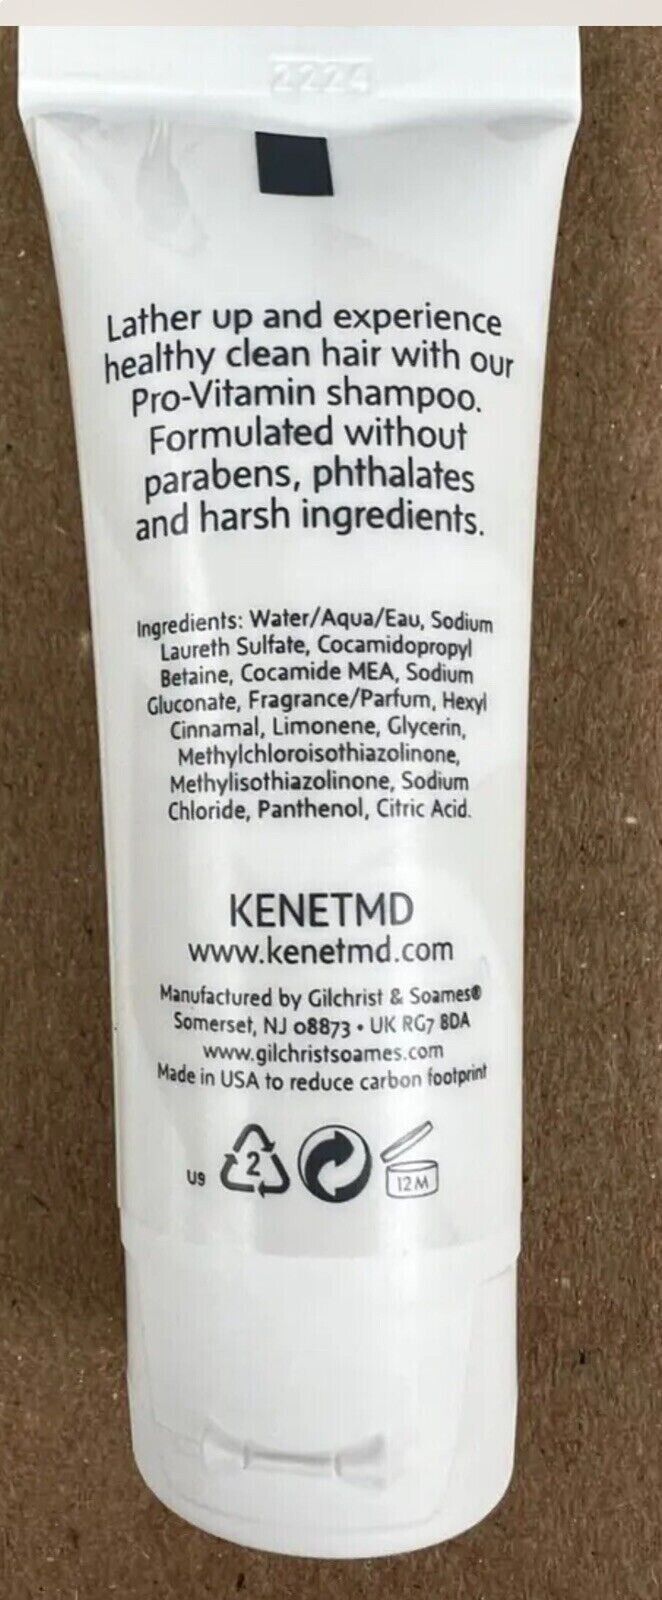 2224
Lather up and experience
healthy clean hair with our
Pro-Vitamin shampoo.
Formulated without
parabens, phthalates
and harsh ingredients.
Ingredients: Water/Aqua/Eau, Sodium
Laureth Sulfate, Cocamidopropyl
Betaine, Cocamide MEA, Sodium
Gluconate, Fragrance/Parfum, Hexyl
Cinnamal, Limonene, Glycerin,
Methylchloroisothiazolinone,
Methylisothiazolinone, Sodium
Chloride, Panthenol, Citric Acid.
KENETMD
www.kenetmd.com
Manufactured by Gilchrist & Soames®
Somerset, NJ 08873 • UK RG7 8DA
www.gilchristsoames.com
Made in USA to reduce carbon footprint
U9 2 12M